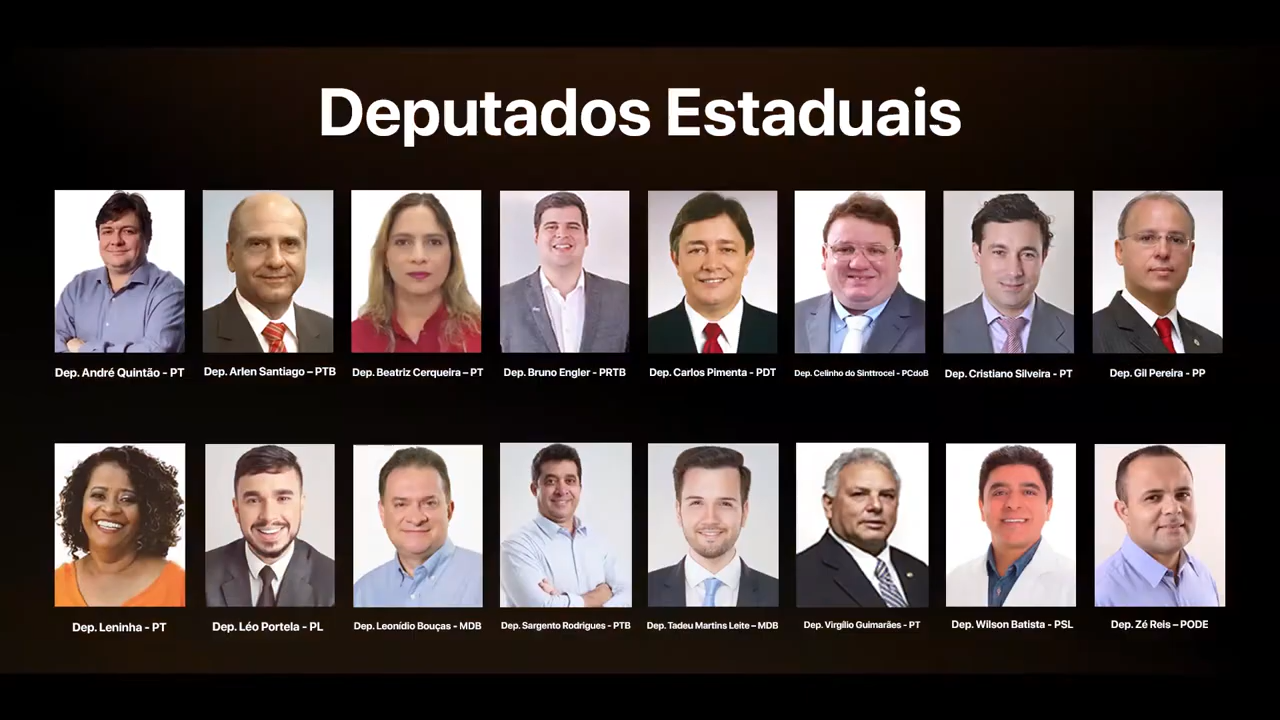 Deputados Estaduais
Dep. André Quintão - PT
Dep. Arlen Santiago – PTB
Dep. Beatriz Cerqueira – PT
Dep. Bruno Engler - PRTB
Dep. Carlos Pimenta - PDT
Dep. Celinho do Sinttrocel - PCdoB
Dep. Cristiano Silveira - PT
Dep. Gil Pereira - PP
Dep. Leninha - PT
Dep. Léo Portela - PL
Dep. Leonídio Bouças - MDB
Dep. Sargento Rodrigues - PTB
Dep. Tadeu Martins Leite – MDB
Dep. Virgílio Guimarães - PT
Dep. Wilson Batista - PSL
Dep. Zé Reis – PODE